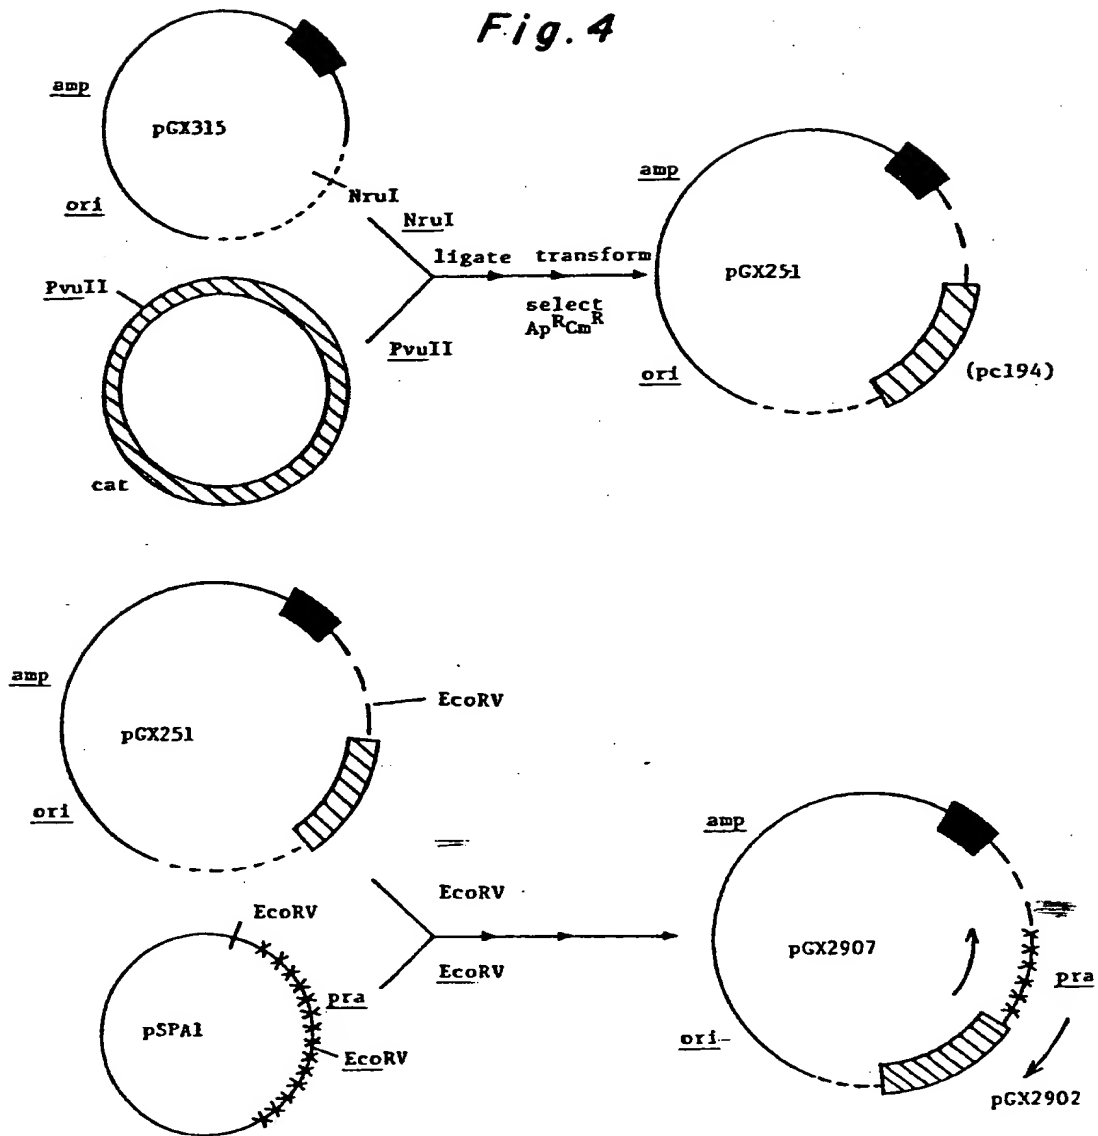 Fig. 4
amp
pGX315
ori
NruI
NruI
PvuII
cat
PvuII
ligate transform
select
Ap^R Cm^R
amp
pGX251
ori
(pc194)
amp
pGX251
ori
EcoRV
EcoRV
pSPA1
pra
EcoRV
EcoRV
EcoRV
amp
pGX2907
ori
pra
pGX2902